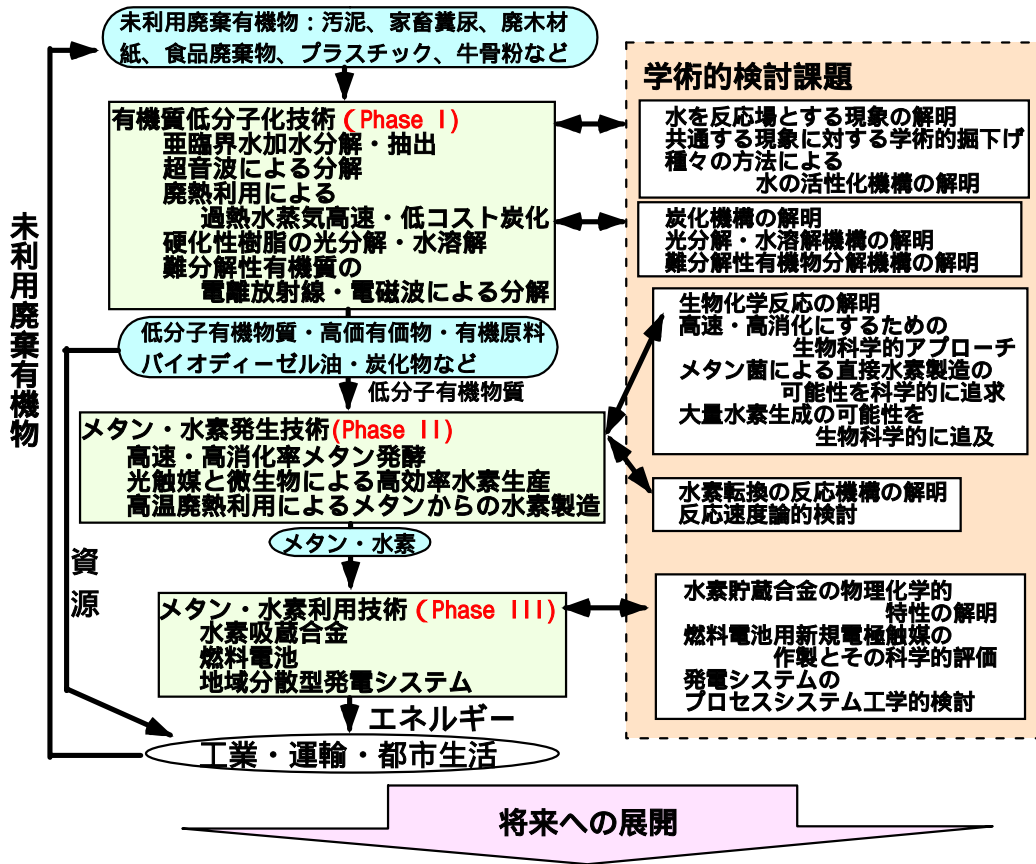 未利用廃棄有機物：汚泥、家畜糞尿、廃木材
紙、食品廃棄物、プラスチック、牛骨粉など
有機質低分子化技術(Phase I)
亜臨界水加水分解・抽出
超音波による分解
廃熱利用による
過熱水蒸気高速・低コスト炭化
硬化性樹脂の光分解・水溶解
難分解性有機質の
電離放射線・電磁波による分解
低分子有機物質・高価有価物・有機原料
バイオディーゼル油・炭化物など
低分子有機物質
メタン・水素発生技術(Phase II)
高速・高消化率メタン発酵
光触媒と微生物による高効率水素生産
高温廃熱利用によるメタンからの水素製造
メタン・水素
メタン・水素利用技術(Phase III)
水素吸蔵合金
燃料電池
地域分散型発電システム
エネルギー
工業・運輸・都市生活
未利用廃棄有機物
資源
学術的検討課題
水を反応場とする現象の解明
共通する現象に対する学術的掘下げ
種々の方法による
水の活性化機構の解明
炭化機構の解明
光分解・水溶解機構の解明
難分解性有機物分解機構の解明
生物化学反応の解明
高速・高消化にするための
生物科学的アプローチ
メタン菌による直接水素製造の
可能性を科学的に追求
大量水素生成の可能性を
生物科学的に追及
水素転換の反応機構の解明
反応速度論的検討
水素貯蔵合金の物理化学的
特性の解明
燃料電池用新規電極触媒の
作製とその科学的評価
発電システムの
プロセスシステム工学的検討
将来への展開